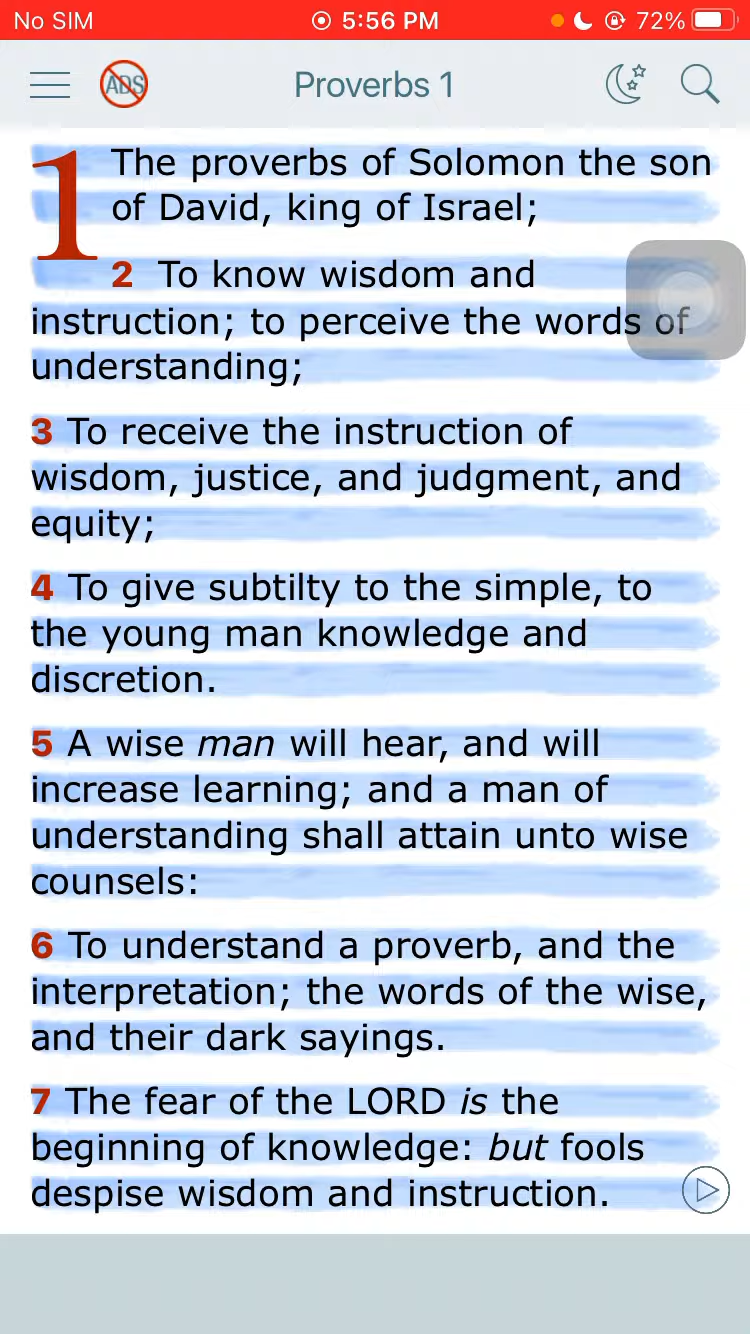 No SIM 5:56 PM 72%
ADS Proverbs 1
1 The proverbs of Solomon the son
of David, king of Israel;
2 To know wisdom and
instruction; to perceive the words of
understanding;
3 To receive the instruction of
wisdom, justice, and judgment, and
equity;
4 To give subtilty to the simple, to
the young man knowledge and
discretion.
5 A wise man will hear, and will
increase learning; and a man of
understanding shall attain unto wise
counsels:
6 To understand a proverb, and the
interpretation; the words of the wise,
and their dark sayings.
7 The fear of the LORD is the
beginning of knowledge: but fools
despise wisdom and instruction.